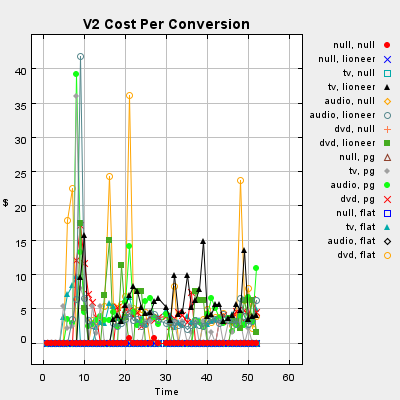 V2 Cost Per Conversion
null, null
null, lioneer
tv, null
tv, lioneer
audio, null
audio, lioneer
dvd, null
dvd, lioneer
null, pg
tv, pg
audio, pg
dvd, pg
null, flat
tv, flat
audio, flat
dvd, flat
40
35
30
25
20
15
10
5
0
$
0 10 20 30 40 50 60
Time